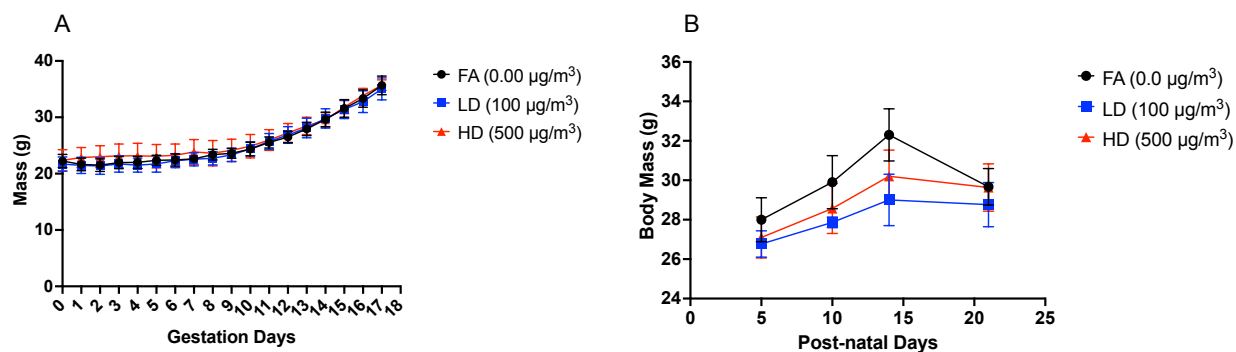 A
Mass (g)
40
30
20
10
0
0 1 2 3 4 5 6 7 8 9 10 11 12 13 14 15 16 17 18
Gestation Days
FA (0.00 µg/m³)
LD (100 µg/m³)
HD (500 µg/m³)
B
Body Mass (g)
36
34
32
30
28
26
24
0 5 10 15 20 25
Post-natal Days
FA (0.0 µg/m³)
LD (100 µg/m³)
HD (500 µg/m³)